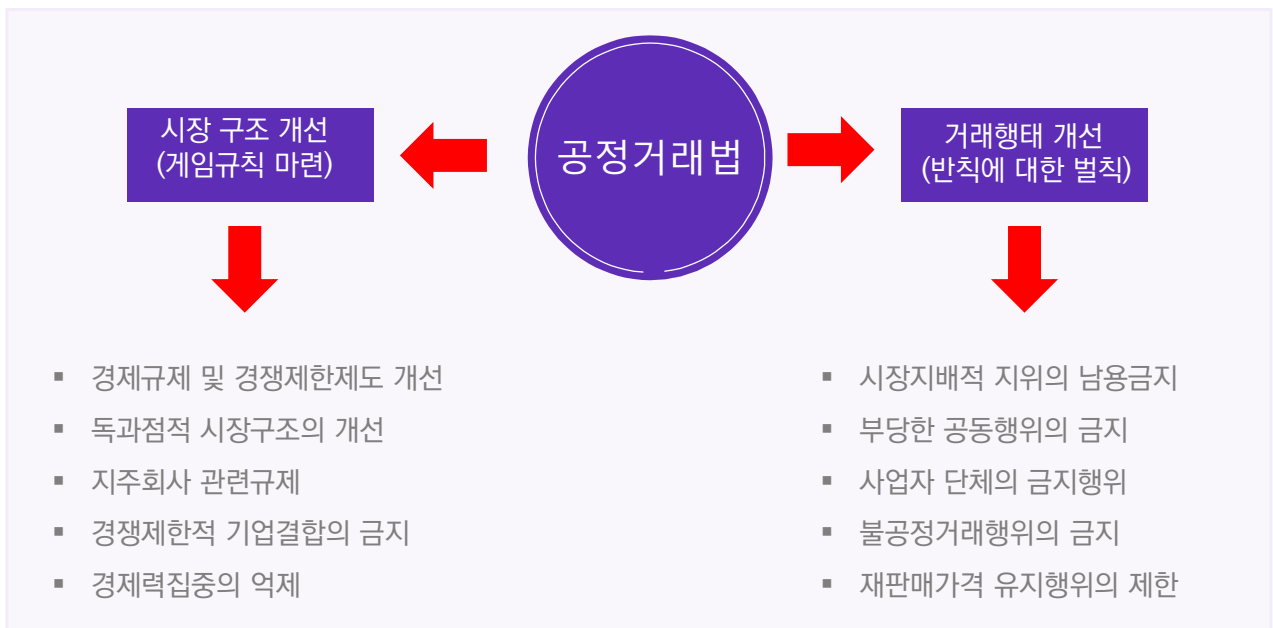 공정거래법
시장 구조 개선
(게임규칙 마련)
▪ 경제규제 및 경쟁제한제도 개선
▪ 독과점적 시장구조의 개선
▪ 지주회사 관련규제
▪ 경쟁제한적 기업결합의 금지
▪ 경제력집중의 억제
거래행태 개선
(반칙에 대한 벌칙)
▪ 시장지배적 지위의 남용금지
▪ 부당한 공동행위의 금지
▪ 사업자 단체의 금지행위
▪ 불공정거래행위의 금지
▪ 재판매가격 유지행위의 제한